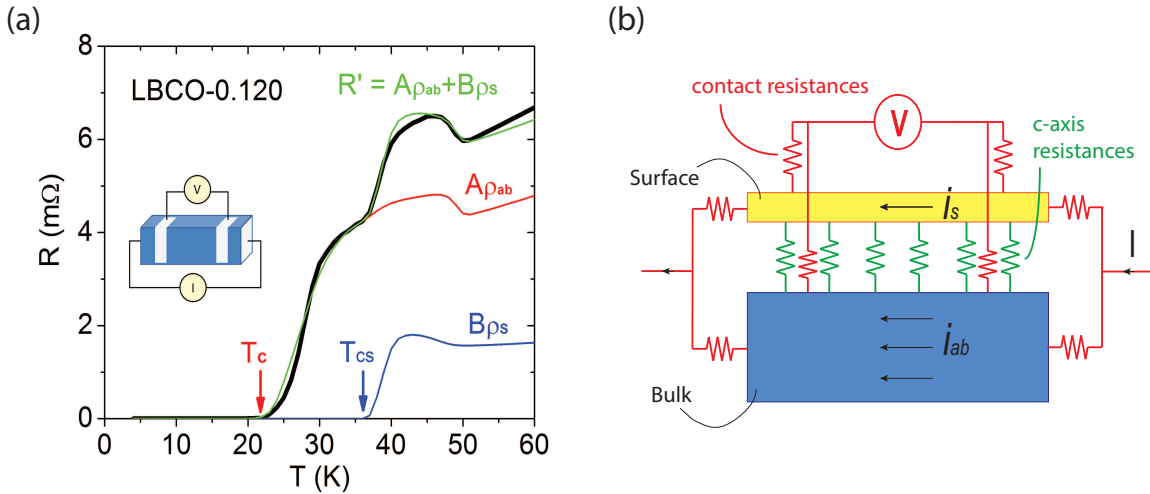 (a)
LBCO-0.120
R' = Aρab+Bρs
Aρab
Bρs
Tc
Tcs
V
I
R (mΩ)
8
6
4
2
0
0 10 20 30 40 50 60
T (K)
(b)
contact resistances
V
c-axis
resistances
Surface
is
I
iab
Bulk